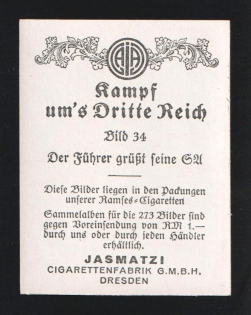 AJA
Kampf
um's Dritte Reich
Bild 34
Der Führer grüßt seine SA
Diese Bilder liegen in den Packungen
unserer Ramses-Cigaretten
Sammelalben für die 273 Bilder sind
gegen Voreinsendung von RM 1.—
durch uns oder durch jeden Händler
erhältlich.
JASMATZI
CIGARETTENFABRIK G.M.B.H.
DRESDEN